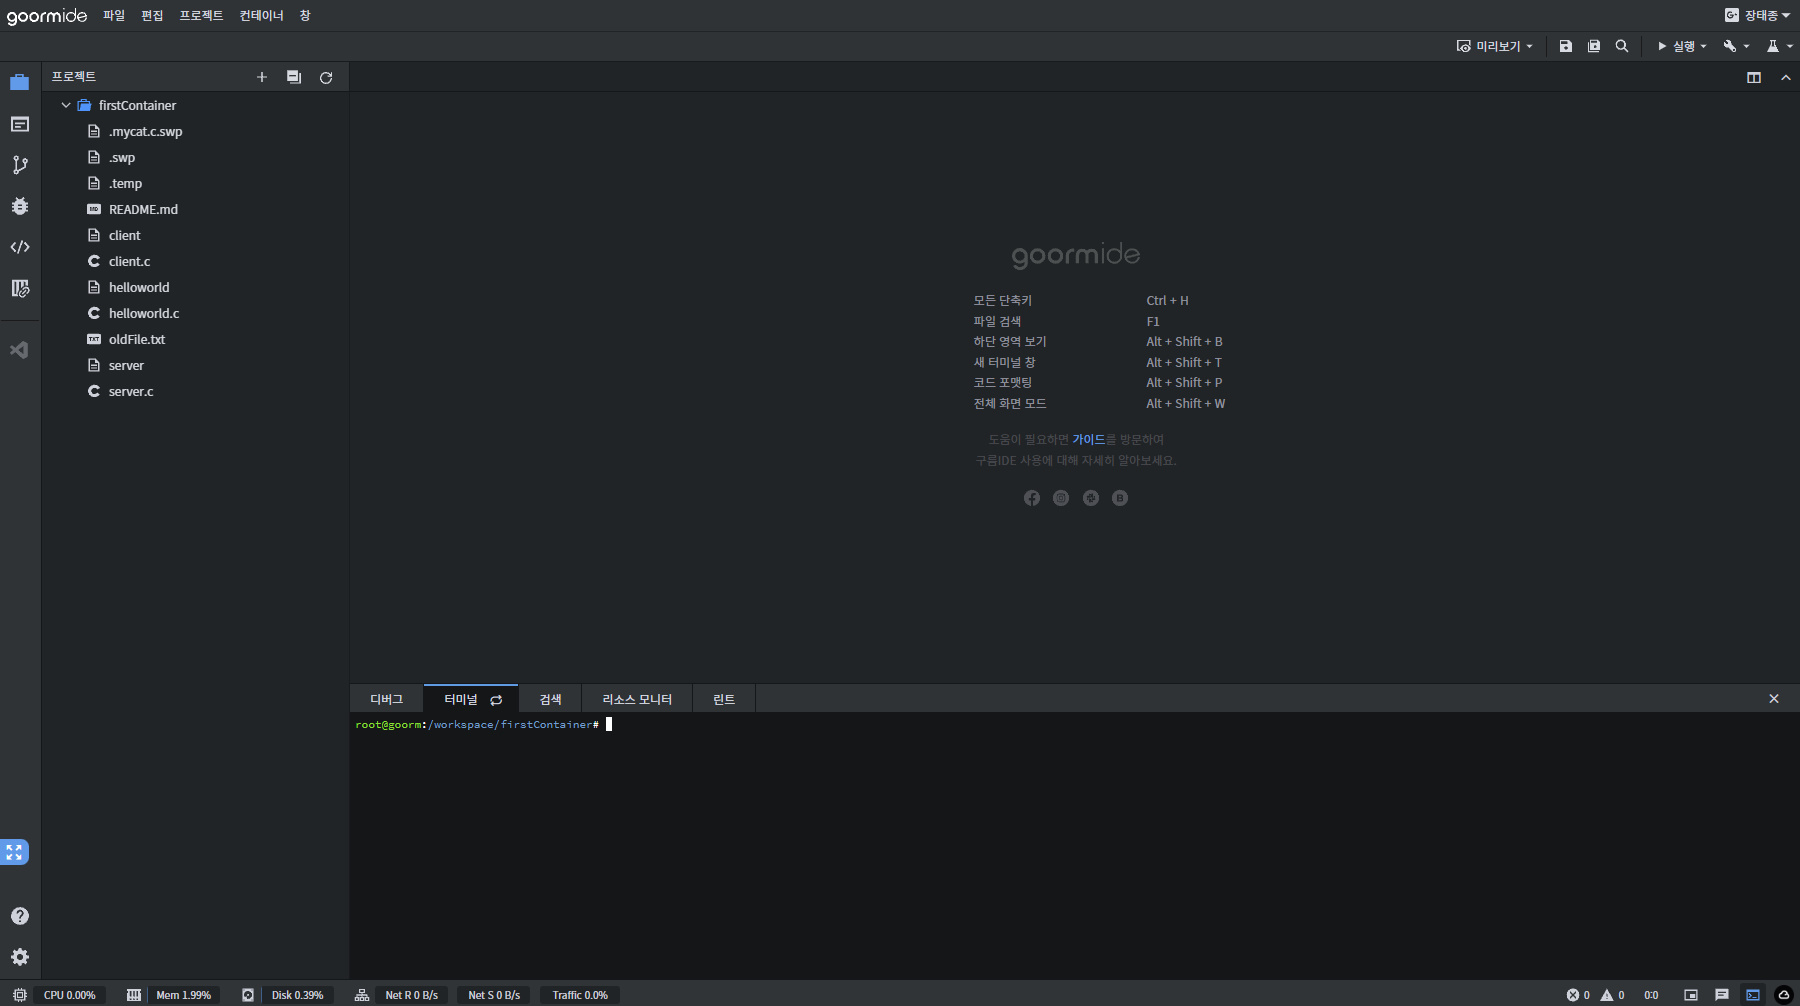 goormide 파일 편집 프로젝트 컨테이너 창 G+ 장태종
미리보기 실행
프로젝트
firstContainer
.mycat.c.swp
.swp
.temp
MD README.md
client
C client.c
helloworld
C helloworld.c
TXT oldFile.txt
server
C server.c
goormide
모든 단축키 Ctrl + H
파일 검색 F1
하단 영역 보기 Alt + Shift + B
새 터미널 창 Alt + Shift + T
코드 포맷팅 Alt + Shift + P
전체 화면 모드 Alt + Shift + W
도움이 필요하면 가이드를 방문하여
구름IDE 사용에 대해 자세히 알아보세요.
디버그 터미널 검색 리소스 모니터 린트
root@goorm:/workspace/firstContainer#
CPU 0.00% Mem 1.99% Disk 0.39% Net R 0 B/s Net S 0 B/s Traffic 0.0% 0 0 0:0